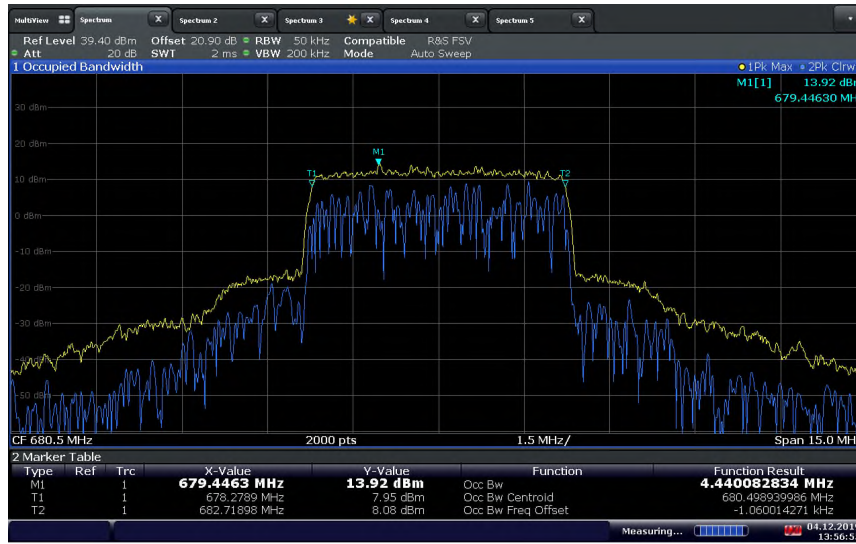 MultiView Spectrum X Spectrum 2 X Spectrum 3 X Spectrum 4 X Spectrum 5 X
Ref Level 39.40 dBm Offset 20.90 dB RBW 50 kHz Compatible R&S FSV
Att 20 dB SWT 2 ms VBW 200 kHz Mode Auto Sweep
1 Occupied Bandwidth 1Pk Max 2Pk Clrw
M1[1] 13.92 dBm
679.44630 MH
30 dBm
20 dBm
M1
T1 T2
10 dBm
0 dBm
-10 dBm
-20 dBm
-30 dBm
-40 dBm
-50 dBm
CF 680.5 MHz 2000 pts 1.5 MHz/ Span 15.0 MH
2 Marker Table
Type Ref Trc X-Value Y-Value Function Function Result
M1 1 679.4463 MHz 13.92 dBm Occ Bw 4.440082834 MHz
T1 1 678.2789 MHz 7.95 dBm Occ Bw Centroid 680.498939986 MHz
T2 1 682.71898 MHz 8.08 dBm Occ Bw Freq Offset -1.060014271 kHz
Measuring... 04.12.201
13:56:5